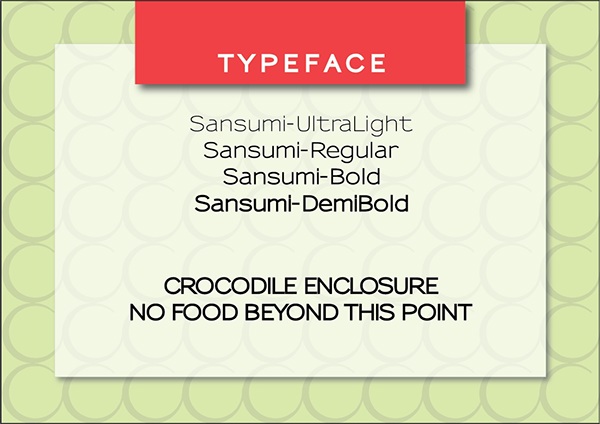 TYPEFACE
Sansumi-UltraLight
Sansumi-Regular
Sansumi-Bold
Sansumi-DemiBold
CROCODILE ENCLOSURE
NO FOOD BEYOND THIS POINT